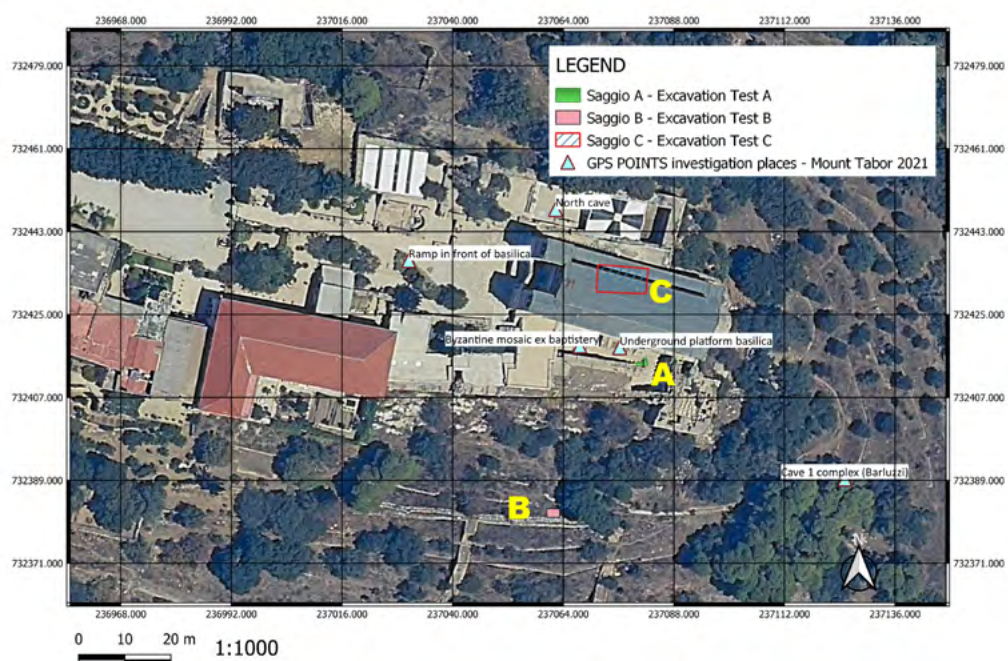 236968.000 236992.000 237016.000 237040.000 237064.000 237088.000 237112.000 237136.000
732479.000 732479.000
LEGEND
Saggio A - Excavation Test A
Saggio B - Excavation Test B
Saggio C - Excavation Test C
GPS POINTS investigation places - Mount Tabor 2021
732461.000 732461.000
North cave
732443.000 732443.000
Ramp in front of basilica
C
732425.000 732425.000
Byzantine mosaic ex baptistery
Underground platform basilica
A
732407.000 732407.000
Cave 1 complex (Barluzzi)
732389.000 732389.000
B
N
732371.000 732371.000
236968.000 236992.000 237016.000 237040.000 237064.000 237088.000 237112.000 237136.000
0 10 20 m
1:1000